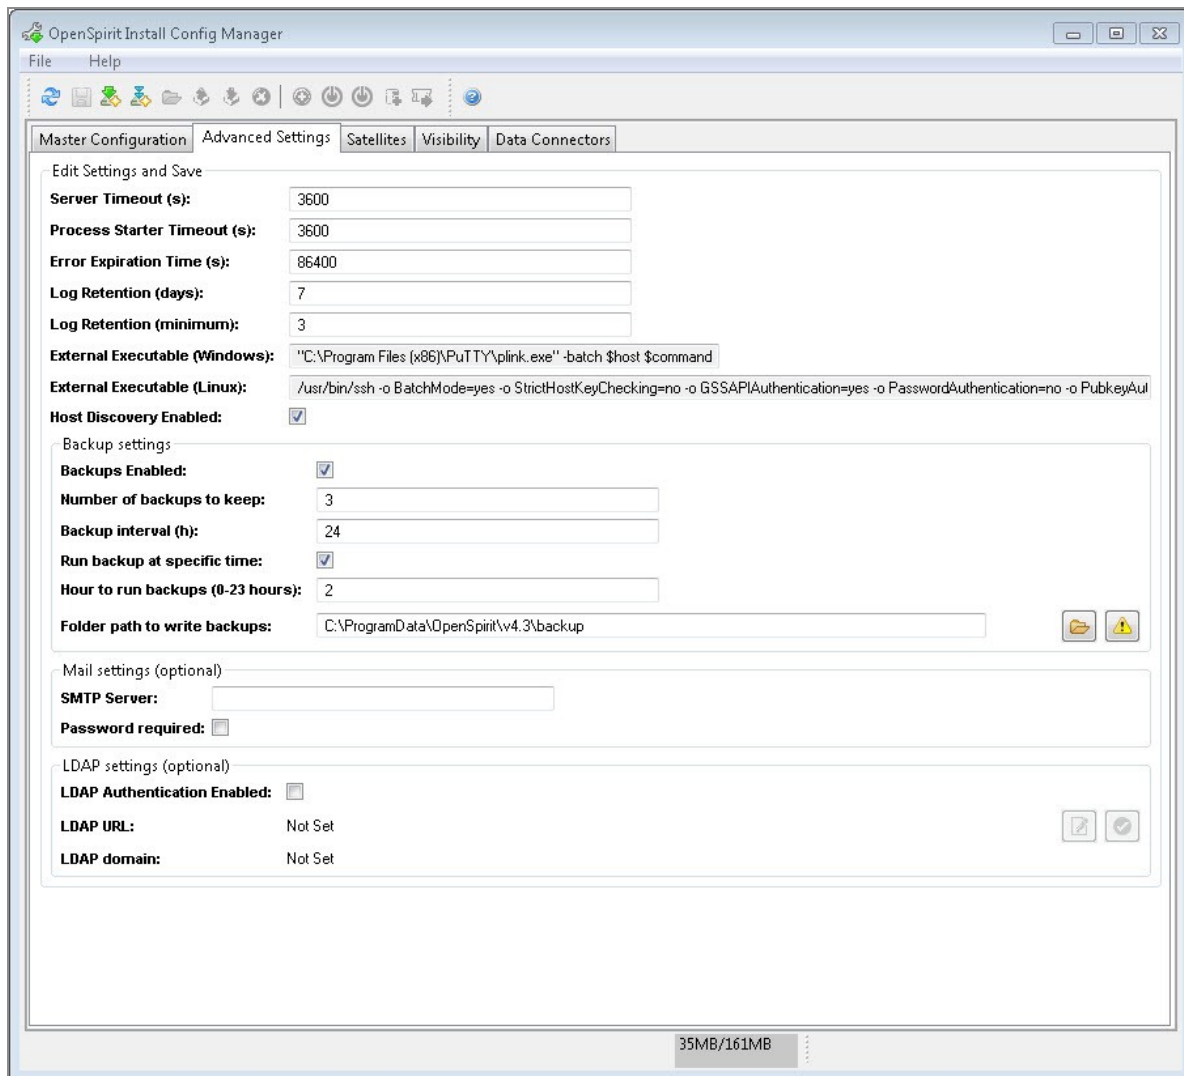 OpenSpirit Install Config Manager
File Help
Master Configuration Advanced Settings Satellites Visibility Data Connectors
Edit Settings and Save
Server Timeout (s): 3600
Process Starter Timeout (s): 3600
Error Expiration Time (s): 86400
Log Retention (days): 7
Log Retention (minimum): 3
External Executable (Windows): "C:\Program Files (x86)\PuTTY\plink.exe" -batch $host $command
External Executable (Linux): /usr/bin/ssh -o BatchMode=yes -o StrictHostKeyChecking=no -o GSSAPIAuthentication=yes -o PasswordAuthentication=no -o PubkeyAut
Host Discovery Enabled:
Backup settings
Backups Enabled:
Number of backups to keep: 3
Backup interval (h): 24
Run backup at specific time:
Hour to run backups (0-23 hours): 2
Folder path to write backups: C:\ProgramData\OpenSpirit\v4.3\backup
Mail settings (optional)
SMTP Server:
Password required:
LDAP settings (optional)
LDAP Authentication Enabled:
LDAP URL: Not Set
LDAP domain: Not Set
35MB/161MB